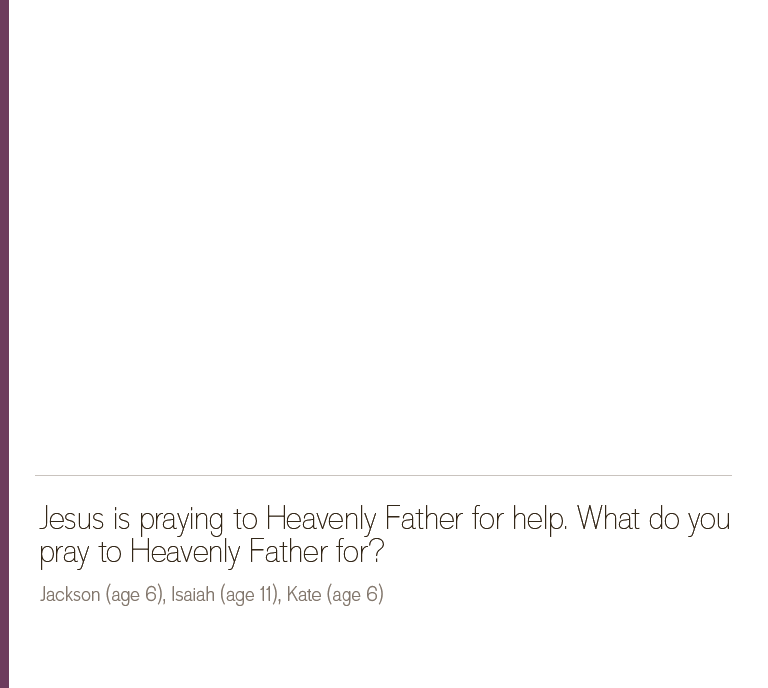 Jesus is praying to Heavenly Father for help. What do you
pray to Heavenly Father for?
Jackson (age 6), Isaiah (age 11), Kate (age 6)